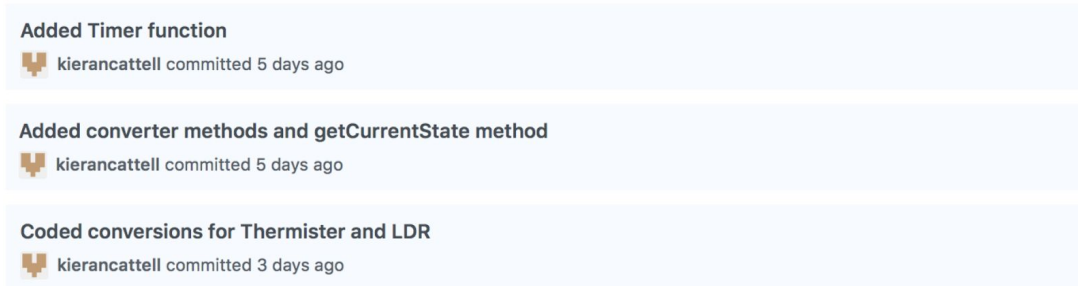 Added Timer function
kierancattell committed 5 days ago
Added converter methods and getCurrentState method
kierancattell committed 5 days ago
Coded conversions for Thermister and LDR
kierancattell committed 3 days ago